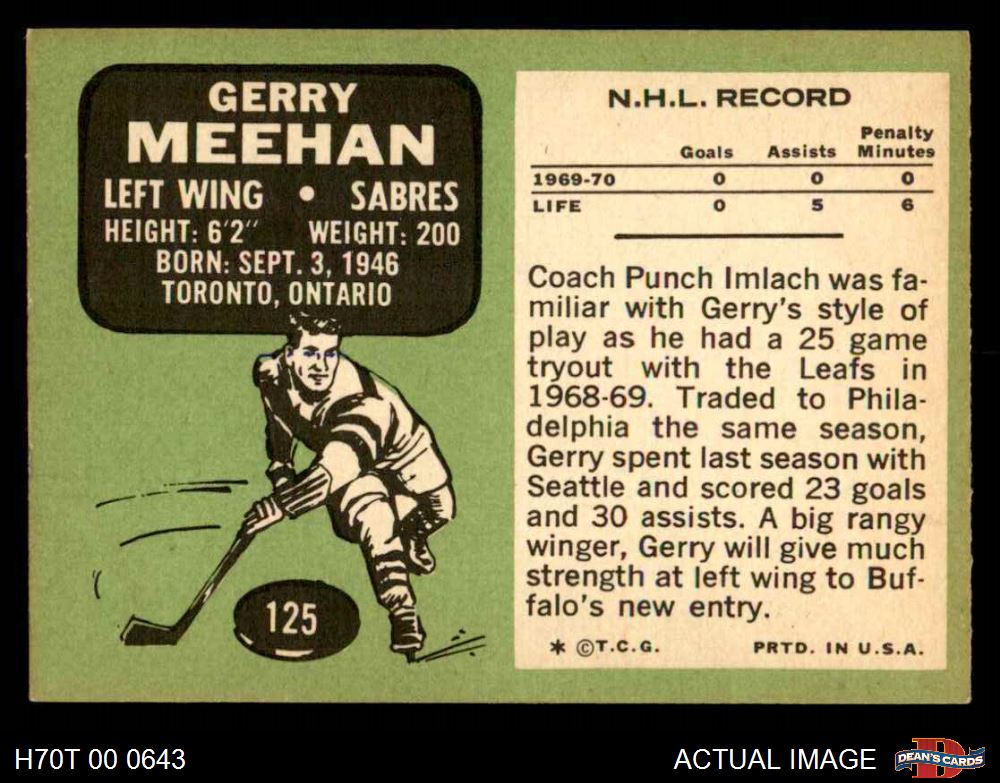 GERRY
MEEHAN
LEFT WING • SABRES
HEIGHT: 6'2" WEIGHT: 200
BORN: SEPT. 3, 1946
TORONTO, ONTARIO
125
N.H.L. RECORD
Goals Assists Penalty Minutes
1969-70 0 0 0
LIFE 0 5 6
Coach Punch Imlach was fa-
miliar with Gerry's style of
play as he had a 25 game
tryout with the Leafs in
1968-69. Traded to Phila-
delphia the same season,
Gerry spent last season with
Seattle and scored 23 goals
and 30 assists. A big rangy
winger, Gerry will give much
strength at left wing to Buf-
falo's new entry.
* ©T.C.G. PRTD. IN U.S.A.
H70T 00 0643
ACTUAL IMAGE
D
DEAN'S CARDS